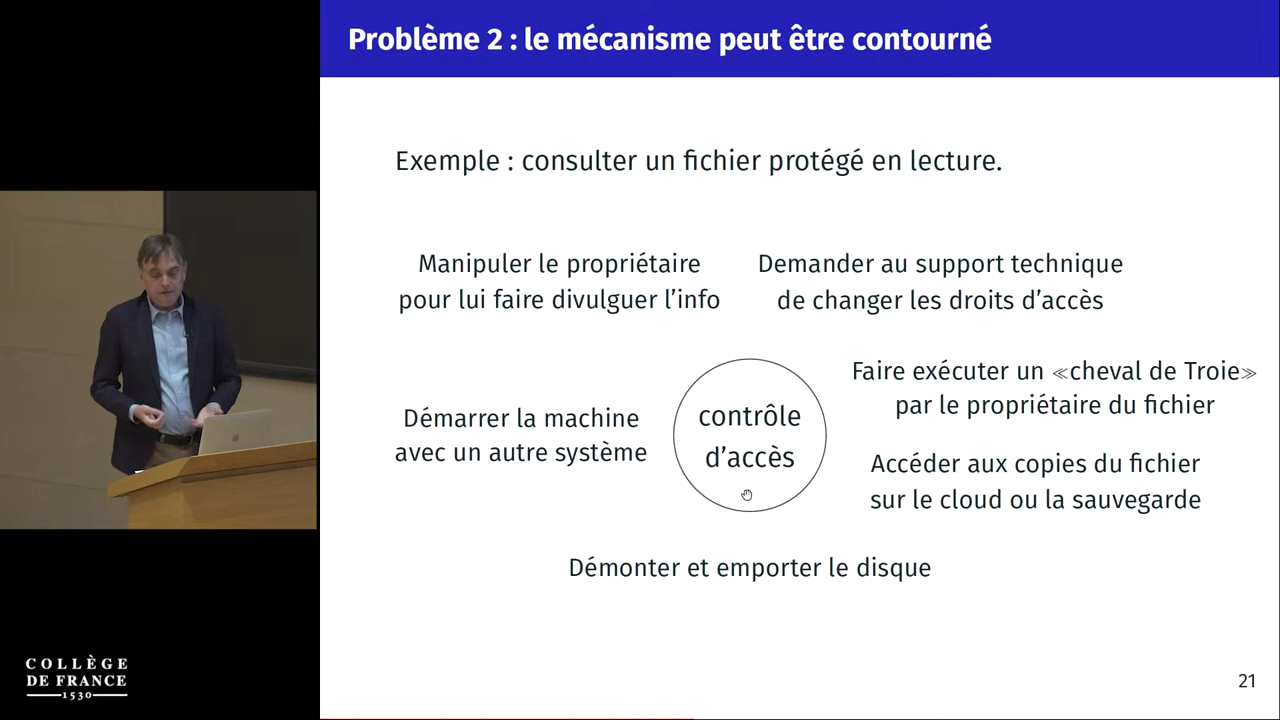 Problème 2 : le mécanisme peut être contourné
Exemple : consulter un fichier protégé en lecture.
Manipuler le propriétaire
pour lui faire divulguer l’info
Demander au support technique
de changer les droits d’accès
Faire exécuter un «cheval de Troie»
par le propriétaire du fichier
Démarrer la machine
avec un autre système
contrôle
d’accès
Accéder aux copies du fichier
sur le cloud ou la sauvegarde
Démonter et emporter le disque
COLLÈGE
DE FRANCE
1530
21